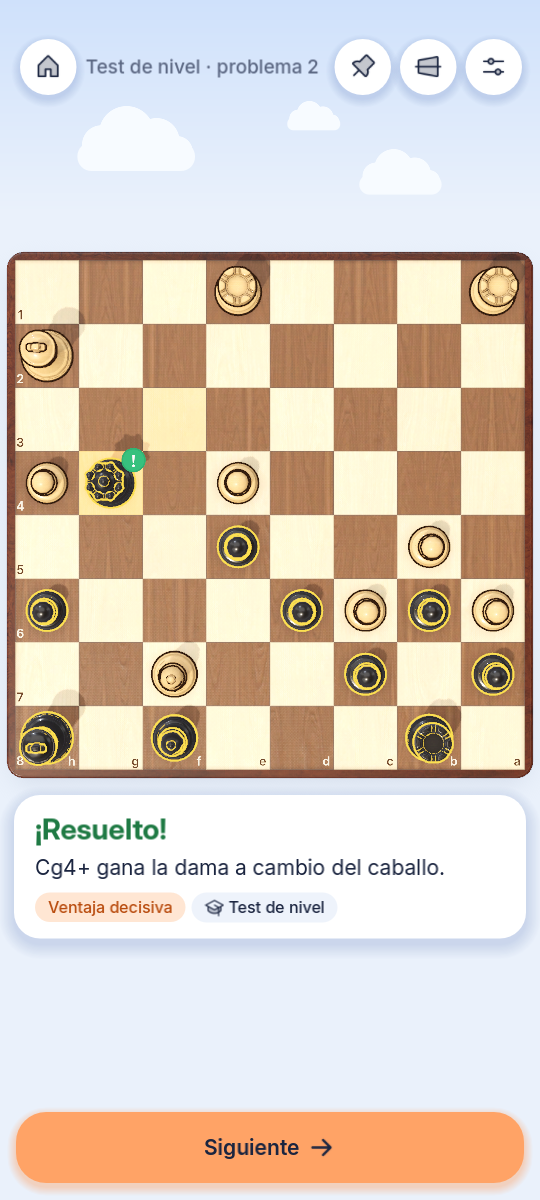 Test de nivel · problema 2
1
2
3
4
!
5
6
7
8 h g f e d c b a
¡Resuelto!
Cg4+ gana la dama a cambio del caballo.
Ventaja decisiva Test de nivel
Siguiente →